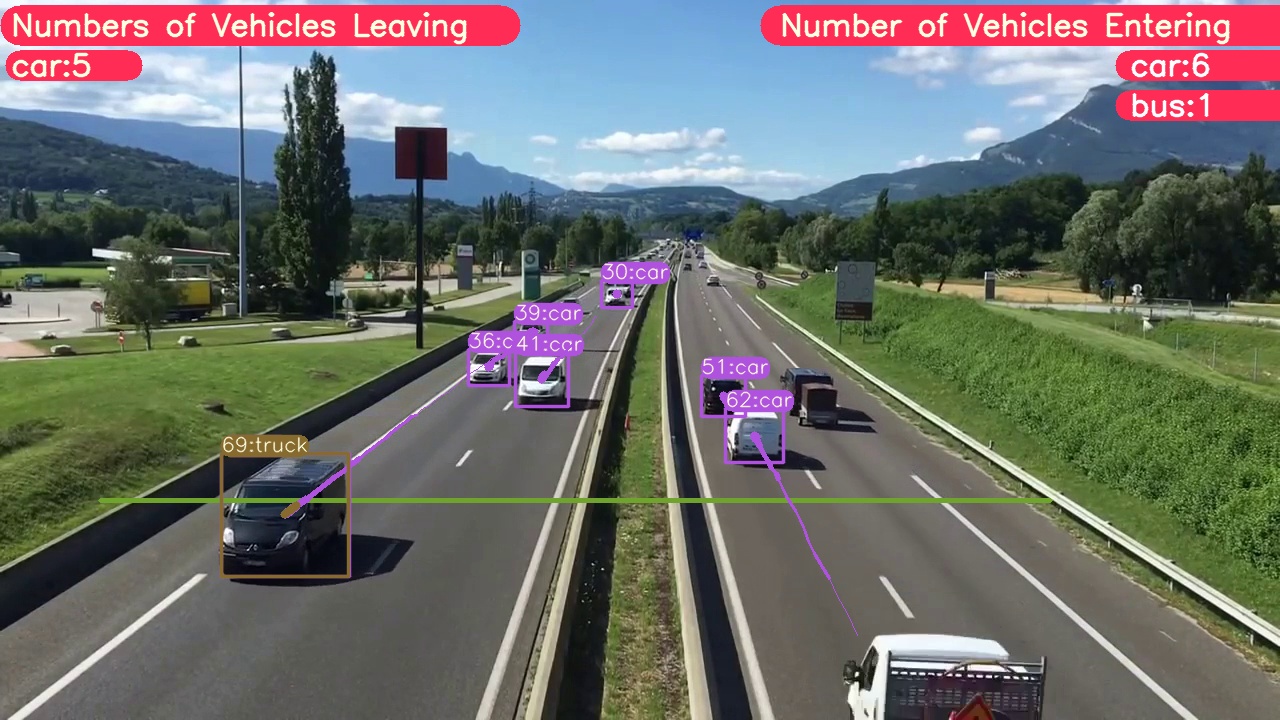 Numbers of Vehicles Leaving
Number of Vehicles Entering
car:5
car:6
bus:1
30:car
39:car
36:c
41:car
51:car
62:car
69:truck